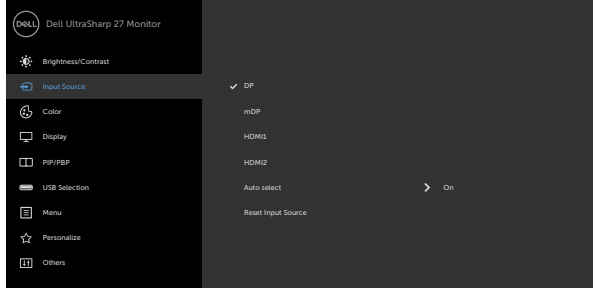 DELL Dell UltraSharp 27 Monitor
Brightness/Contrast
Input Source
DP
Color
mDP
Display
HDMI1
PIP/PBP
HDMI2
USB Selection
Auto select On
Menu
Reset Input Source
Personalize
Others